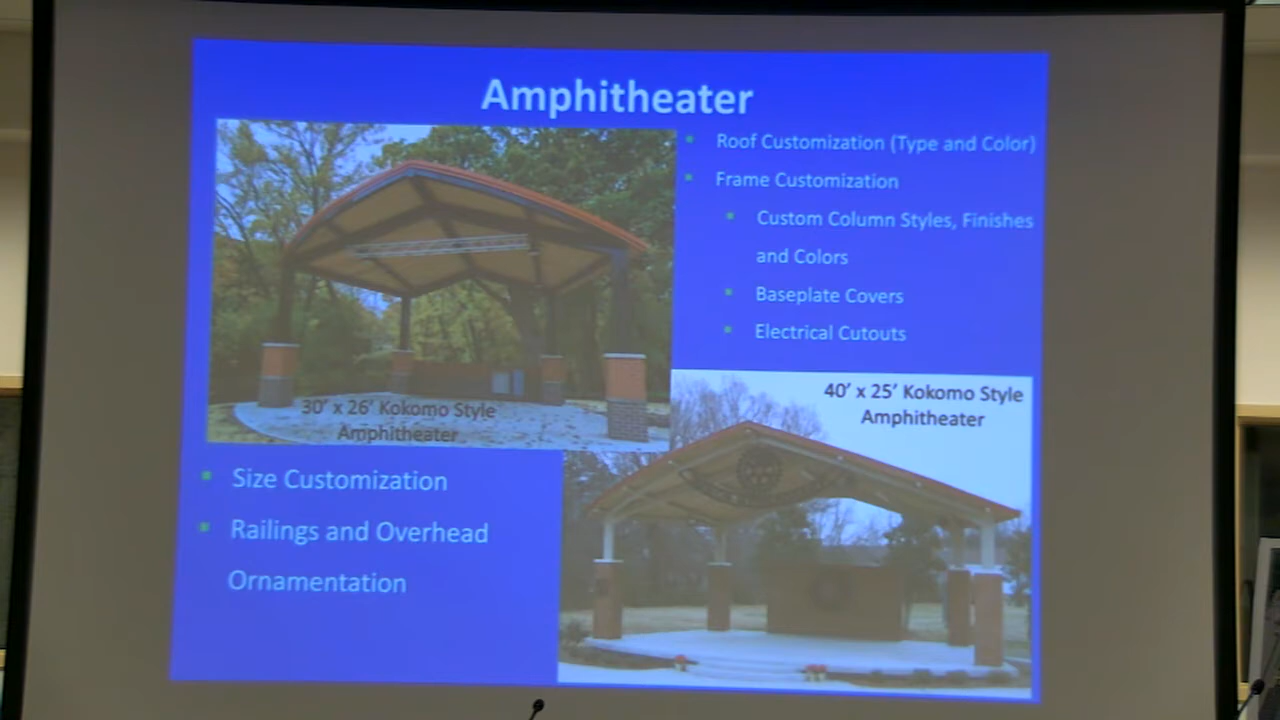 Amphitheater
Roof Customization (Type and Color)
Frame Customization
Custom Column Styles, Finishes
and Colors
Baseplate Covers
Electrical Cutouts
30’ x 26’ Kokomo Style
Amphitheater
40’ x 25’ Kokomo Style
Amphitheater
Size Customization
Railings and Overhead
Ornamentation